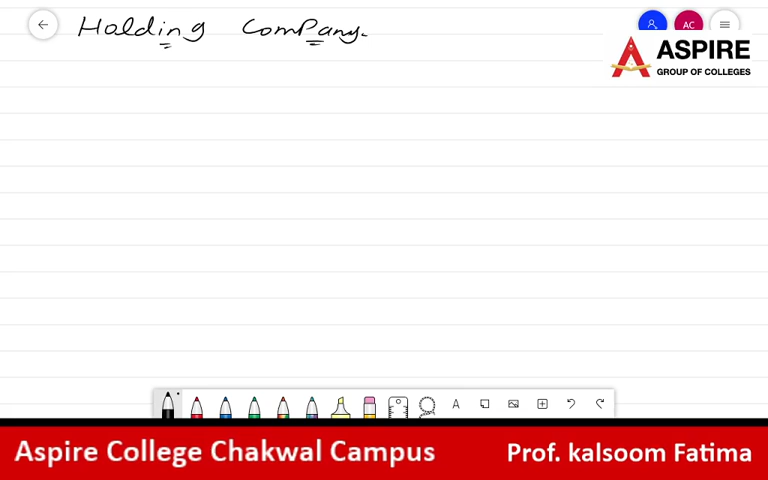 Holding Company.
AC
ASPIRE
GROUP OF COLLEGES
A
Aspire College Chakwal Campus
Prof. kalsoom Fatima